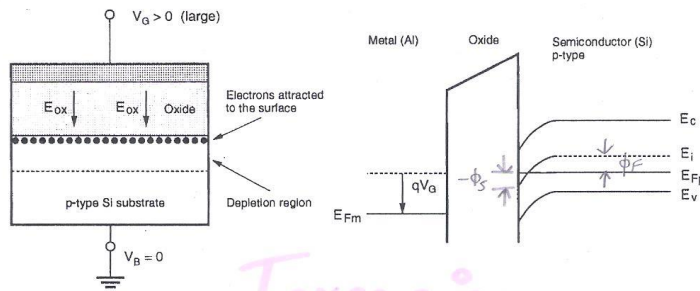 V_G > 0 (large)
E_ox E_ox Oxide
Electrons attracted
to the surface
p-type Si substrate
Depletion region
V_B = 0
Metal (Al) Oxide Semiconductor (Si)
p-type
E_c
E_i
ϕ_F
E_Fp
E_v
qV_G
-ϕ_S
E_Fm